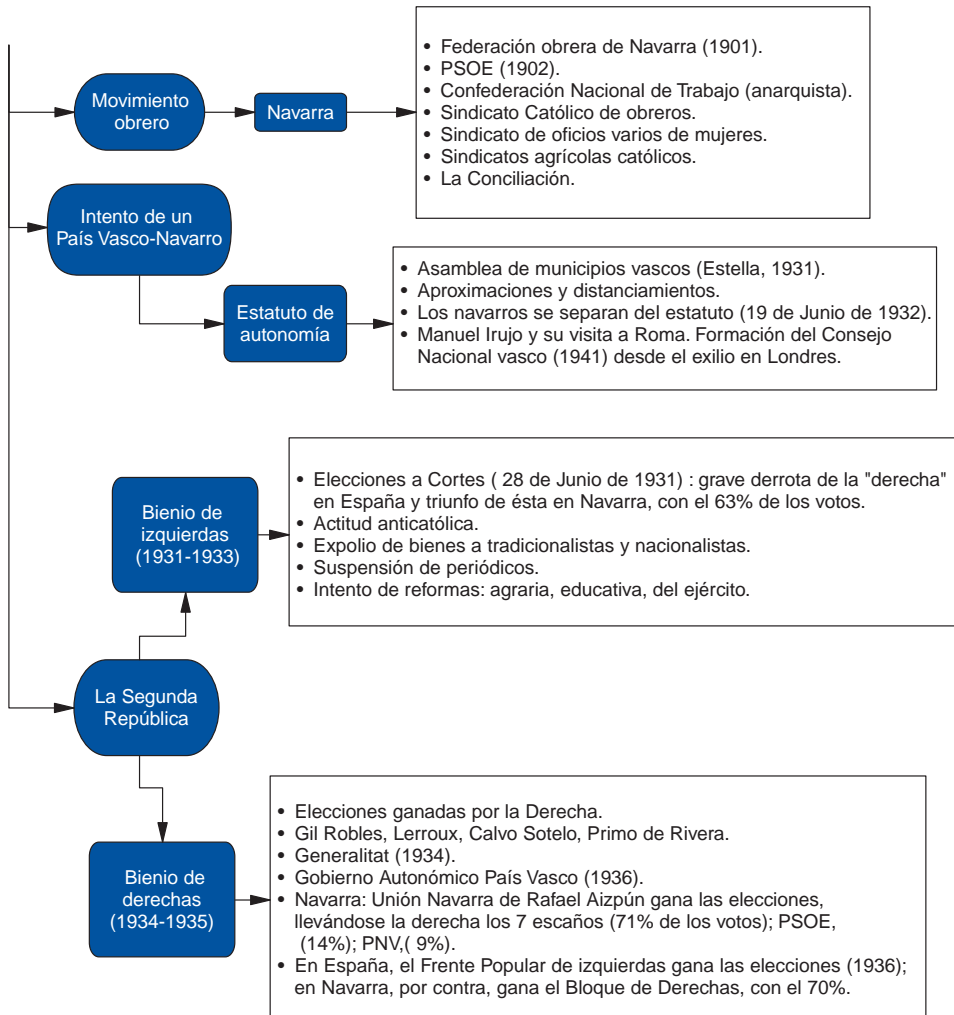 Movimiento
obrero
Navarra
• Federación obrera de Navarra (1901).
• PSOE (1902).
• Confederación Nacional de Trabajo (anarquista).
• Sindicato Católico de obreros.
• Sindicato de oficios varios de mujeres.
• Sindicatos agrícolas católicos.
• La Conciliación.
Intento de un
País Vasco-Navarro
Estatuto de
autonomía
• Asamblea de municipios vascos (Estella, 1931).
• Aproximaciones y distanciamientos.
• Los navarros se separan del estatuto (19 de Junio de 1932).
• Manuel Irujo y su visita a Roma. Formación del Consejo
Nacional vasco (1941) desde el exilio en Londres.
Bienio de
izquierdas
(1931-1933)
• Elecciones a Cortes ( 28 de Junio de 1931) : grave derrota de la "derecha"
en España y triunfo de ésta en Navarra, con el 63% de los votos.
• Actitud anticatólica.
• Expolio de bienes a tradicionalistas y nacionalistas.
• Suspensión de periódicos.
• Intento de reformas: agraria, educativa, del ejército.
La Segunda
República
Bienio de
derechas
(1934-1935)
• Elecciones ganadas por la Derecha.
• Gil Robles, Lerroux, Calvo Sotelo, Primo de Rivera.
• Generalitat (1934).
• Gobierno Autonómico País Vasco (1936).
• Navarra: Unión Navarra de Rafael Aizpún gana las elecciones,
llevándose la derecha los 7 escaños (71% de los votos); PSOE,
(14%); PNV,( 9%).
• En España, el Frente Popular de izquierdas gana las elecciones (1936);
en Navarra, por contra, gana el Bloque de Derechas, con el 70%.